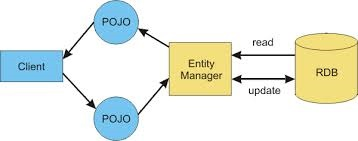 POJO
read
Client
Entity
Manager
RDB
update
POJO